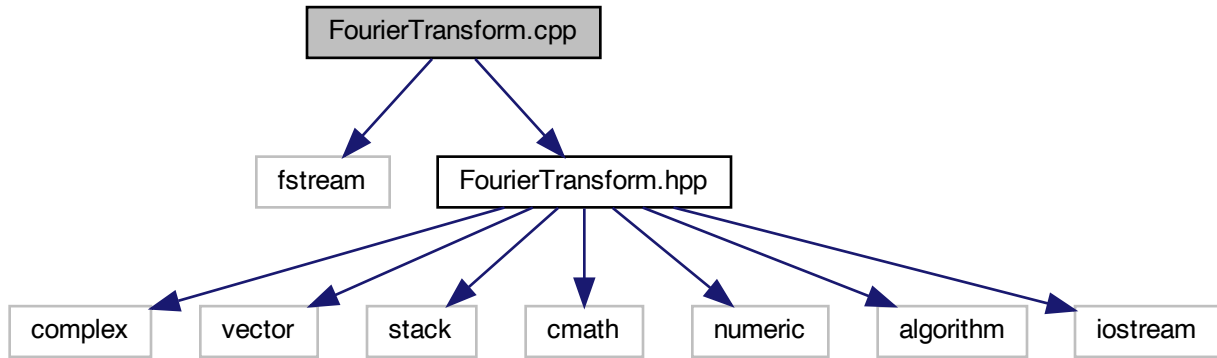 FourierTransform.cpp
fstream
FourierTransform.hpp
complex
vector
stack
cmath
numeric
algorithm
iostream